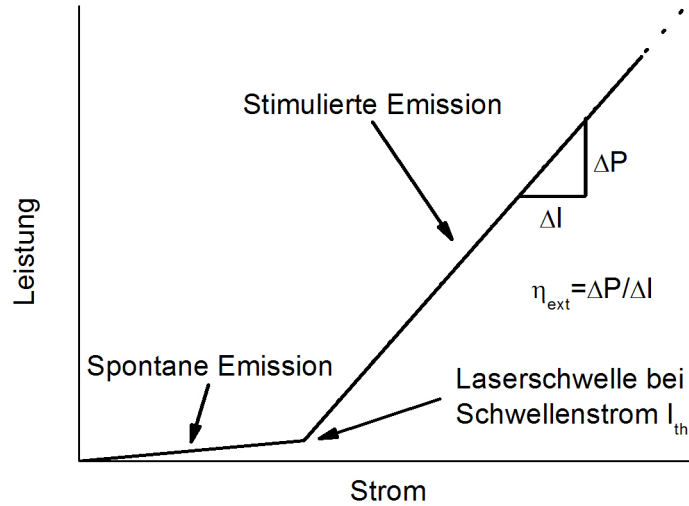 Stimulierte Emission
ΔP
ΔI
Leistung
η_ext=ΔP/ΔI
Spontane Emission
Laserschwelle bei
Schwellenstrom I_th
Strom